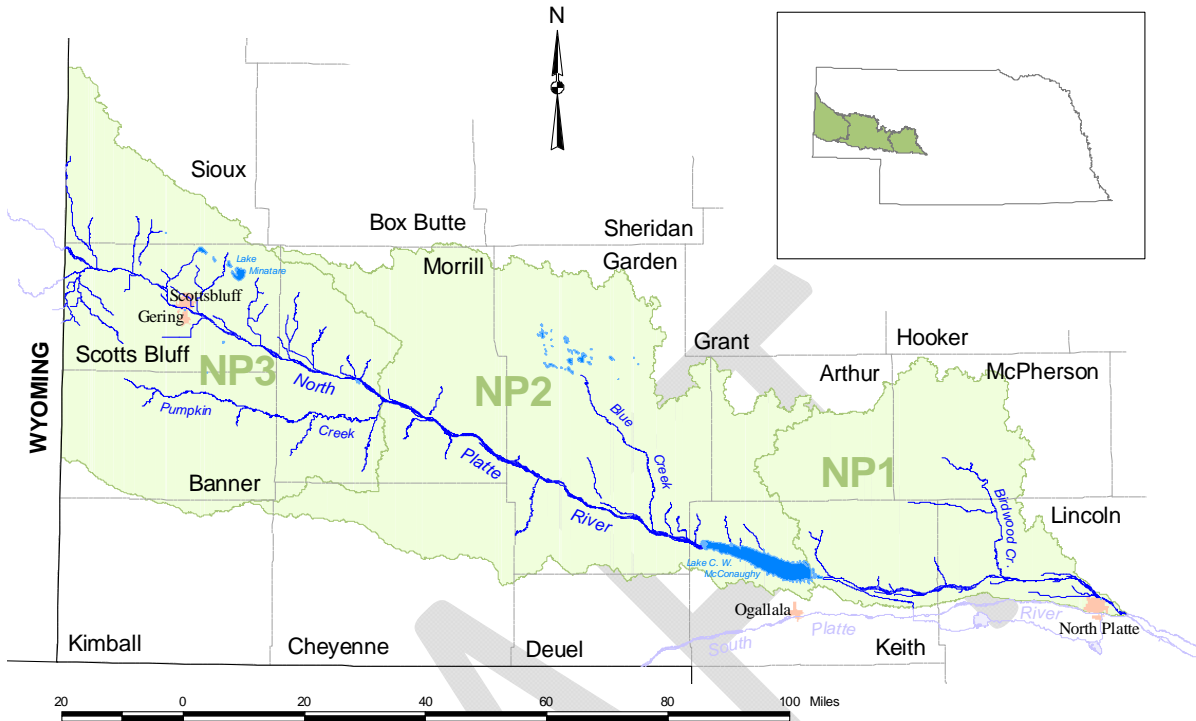 N
Sioux
Box Butte
Sheridan
Morrill
Garden
Lake
Minatare
Scottsbluff
Gering
Grant
Hooker
Scotts Bluff
Arthur
McPherson
NP3
North
NP2
WYOMING
Pumpkin
Creek
Blue
Creek
Platte
NP1
Banner
Birdwood Cr.
River
Lincoln
Lake C. W.
McConaughy
Ogallala
River
North Platte
Platte
South
Kimball
Cheyenne
Deuel
Keith
20 0 20 40 60 80 100 Miles